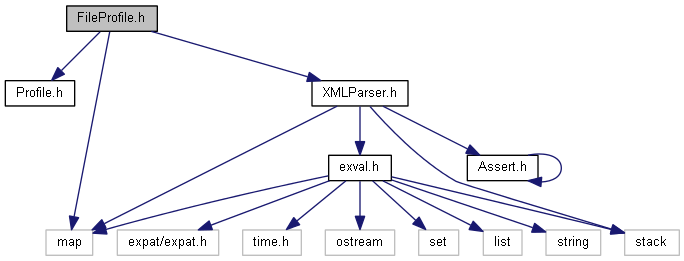 FileProfile.h
Profile.h
XMLParser.h
exval.h
Assert.h
map
expat/expat.h
time.h
ostream
set
list
string
stack